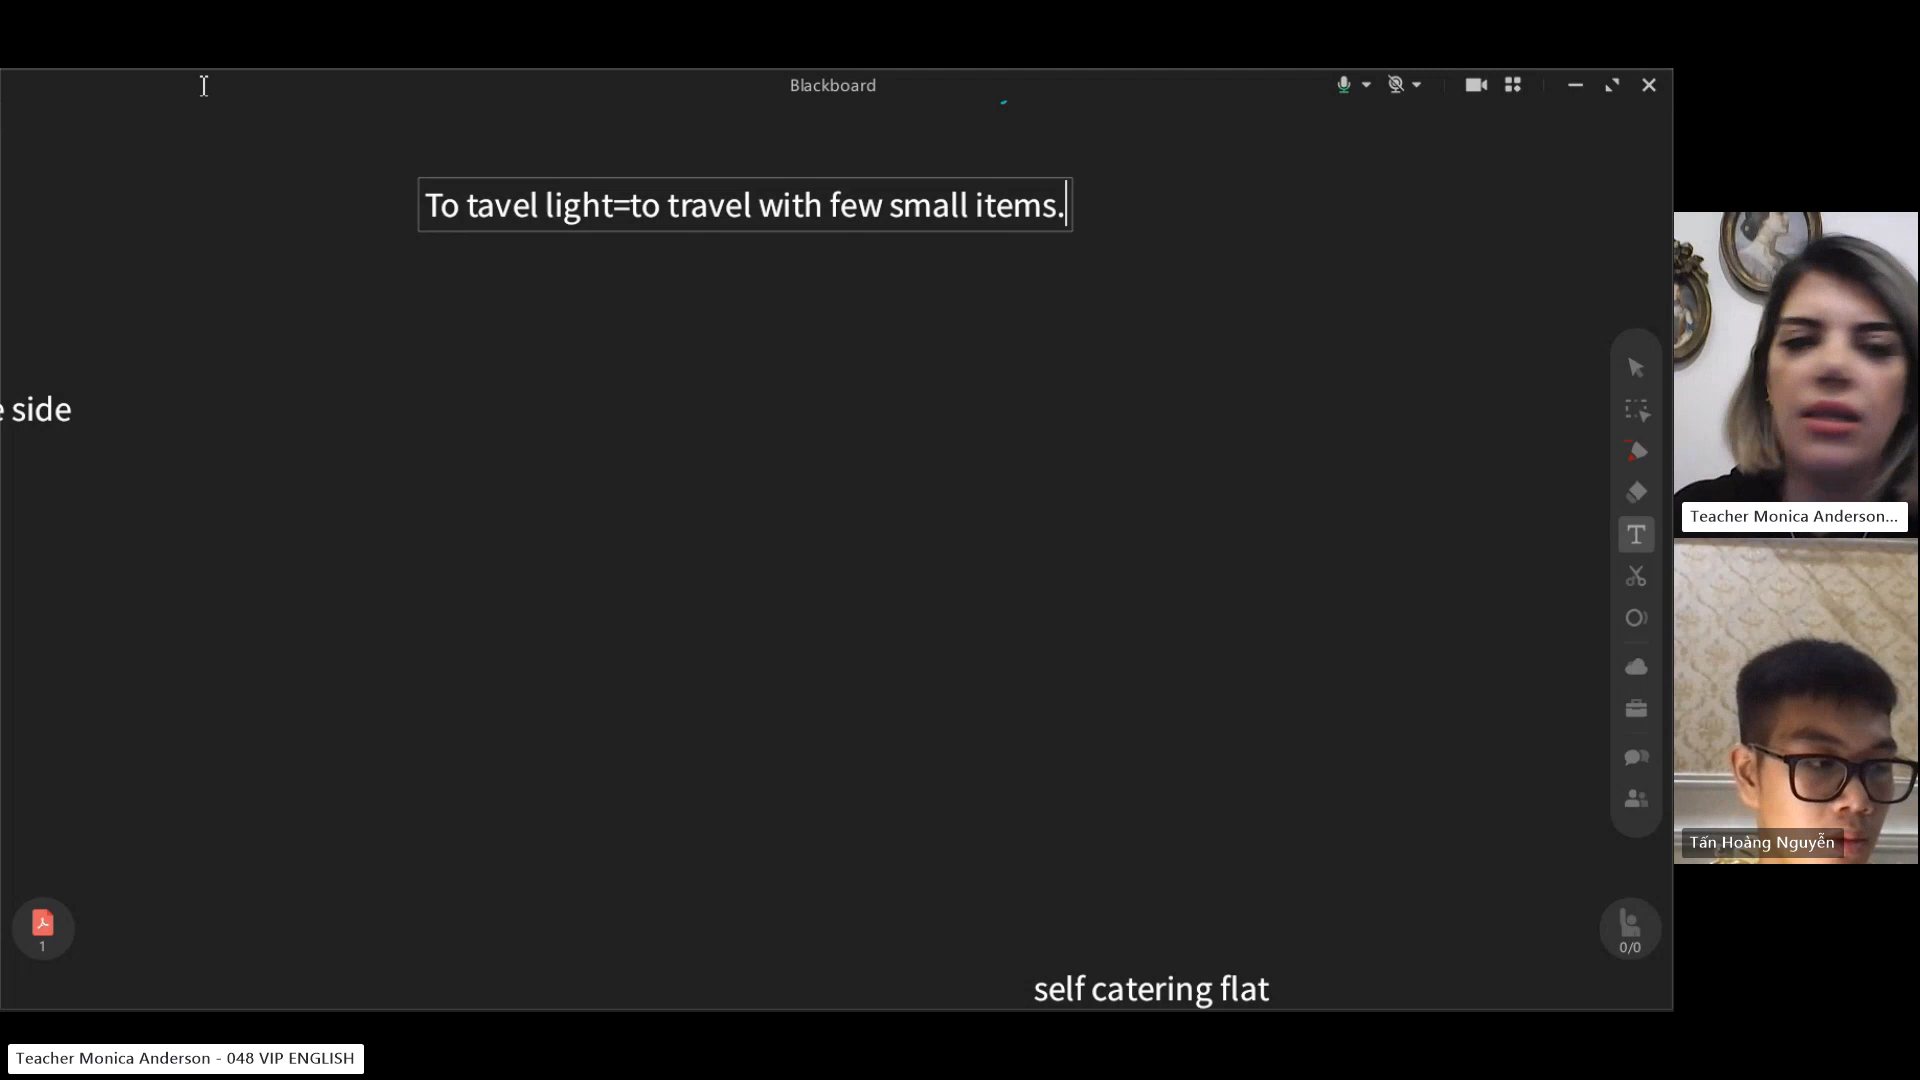 Blackboard
To tavel light=to travel with few small items.
e side
Teacher Monica Anderson...
Tấn Hoàng Nguyễn
1
0/0
self catering flat
Teacher Monica Anderson - 048 VIP ENGLISH